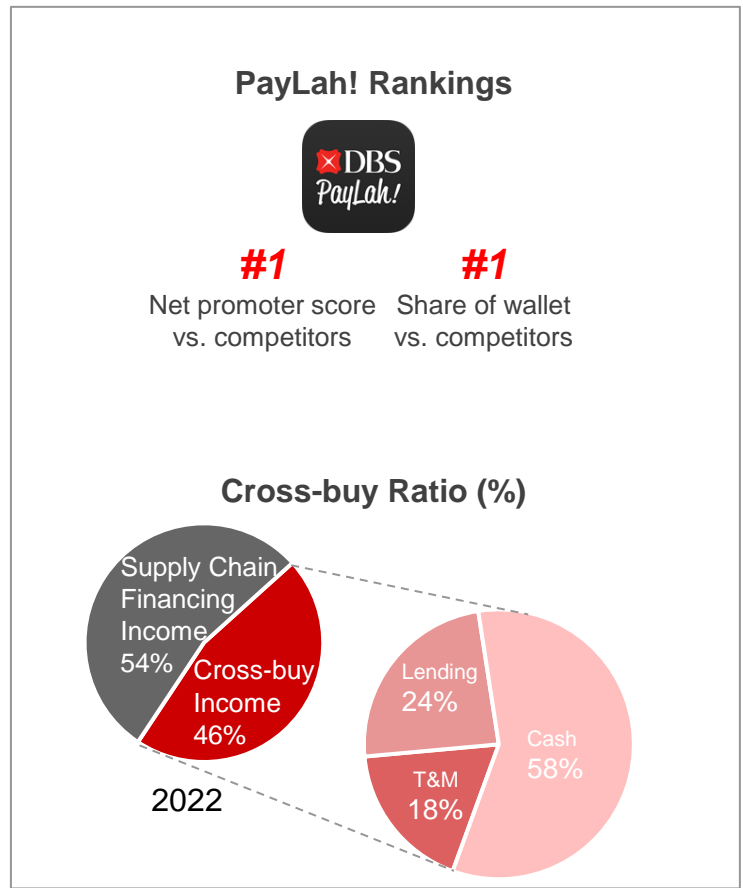 PayLah! Rankings
DBS
PayLah!
#1
Net promoter score
vs. competitors
#1
Share of wallet
vs. competitors
Cross-buy Ratio (%)
Supply Chain
Financing
Income
54%
Cross-buy
Income
46%
2022
Lending
24%
Cash
58%
T&M
18%